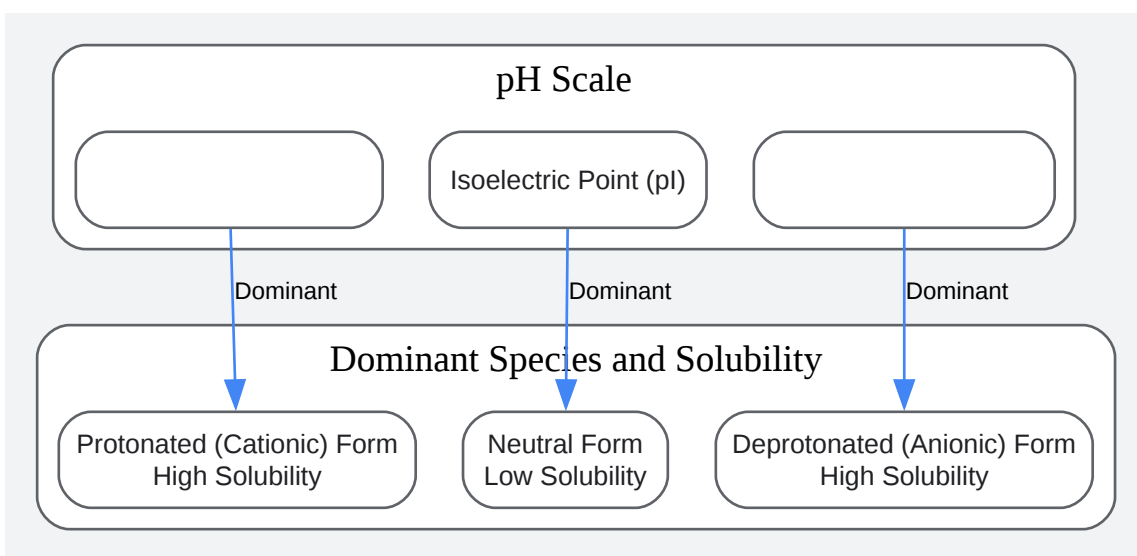 pH Scale
Isoelectric Point (pI)
Dominant
Dominant
Dominant
Dominant Species and Solubility
Protonated (Cationic) Form
High Solubility
Neutral Form
Low Solubility
Deprotonated (Anionic) Form
High Solubility